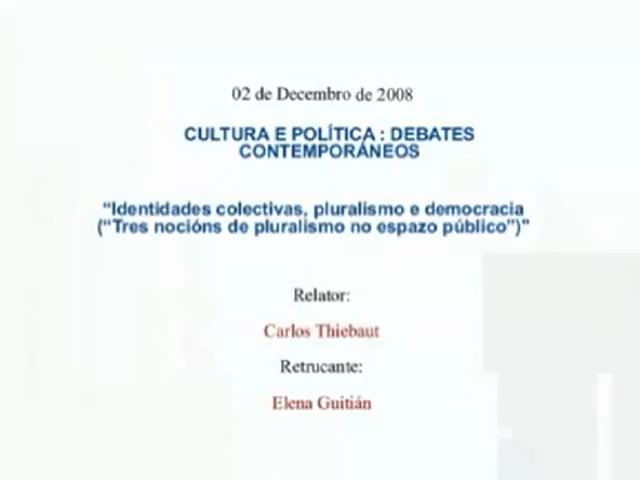 02 de Decembro de 2008
CULTURA E POLÍTICA : DEBATES
CONTEMPORÁNEOS
“Identidades colectivas, pluralismo e democracia
(“Tres nocións de pluralismo no espazo público”)"
Relator:
Carlos Thiebaut
Retrucante:
Elena Guitián